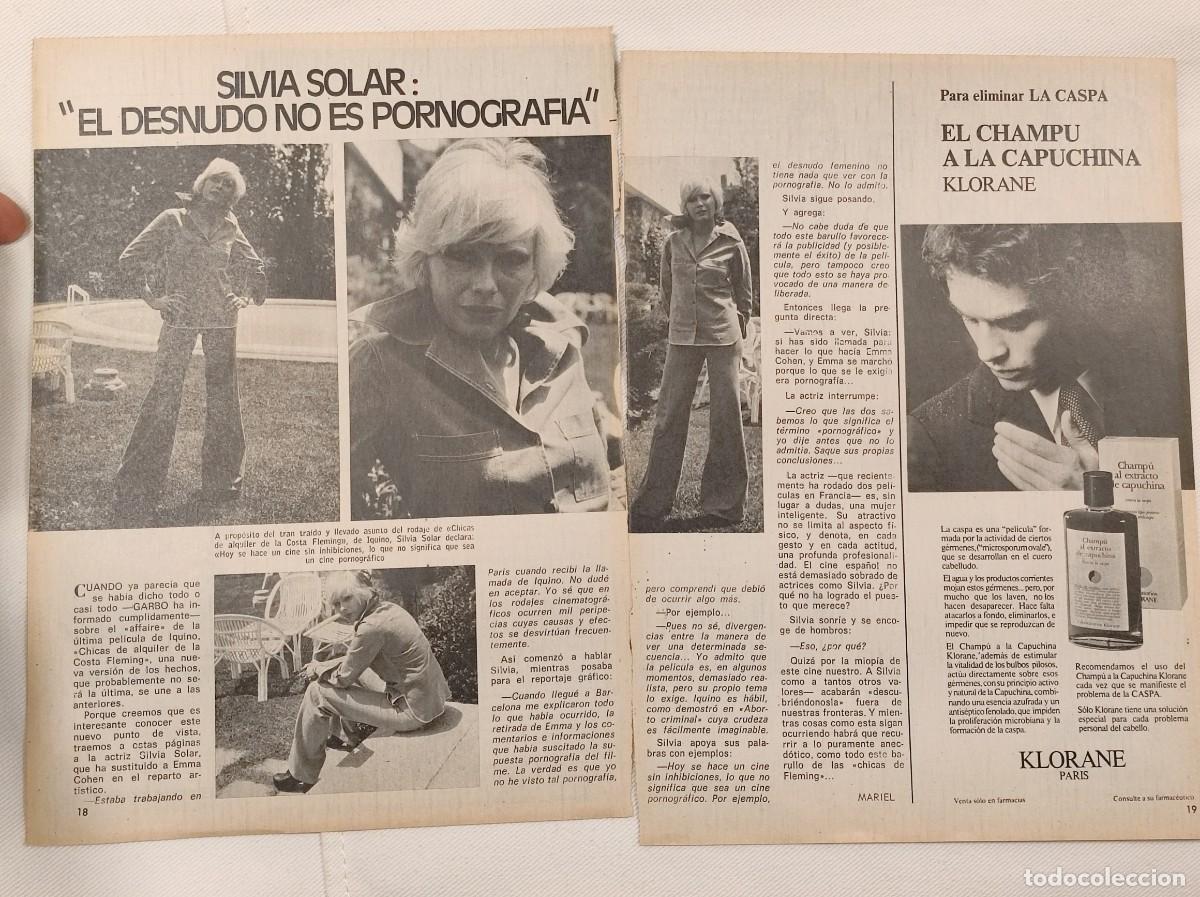 SILVIA SOLAR:
"EL DESNUDO NO ES PORNOGRAFIA"
A propósito del tran traído y llevado asunto del rodaje de «Chicas
de alquiler de la Costa Fleming», de Iquino, Silvia Solar declara:
«Hoy se hace un cine sin inhibiciones, lo que no significa que sea
un cine pornográfico
CUANDO ya parecía que
se había dicho todo o
casi todo —GARBO ha in-
formado cumplidamente—
sobre el «affaire» de la
última película de Iquino,
«Chicas de alquiler de la
Costa Fleming», una nue-
va versión de los hechos,
que probablemente no se-
rá la última, se une a las
anteriores.
Porque creemos que es
interesante conocer este
nuevo punto de vista,
traemos a estas páginas
a la actriz Silvia Solar,
que ha sustituido a Emma
Cohen en el reparto ar-
tístico.
—Estaba trabajando en
18
París cuando recibí la lla-
mada de Iquino. No dudé
en aceptar. Yo sé que en
los rodajes cinematográ-
ficos ocurren mil peripe-
cias cuyas causas y efec-
tos se desvirtúan frecuen-
temente.
Así comenzó a hablar
Silvia, mientras posaba
para el reportaje gráfico:
—Cuando llegué a Bar-
celona me explicaron todo
lo que había ocurrido, la
retirada de Emma y los co-
mentarios e informaciones
que había suscitado la su-
puesta pornografía del fil-
me. La verdad es que yo
no he visto tal pornografía,
pero comprendí que debió
de ocurrir algo más.
—Por ejemplo...
—Pues no sé, divergen-
cias entre la manera de
ver una determinada se-
cuencia... Yo admito que
la película es, en algunos
momentos, demasiado rea-
lista, pero su propio tema
lo exige. Iquino es hábil,
como demostró en «Abor-
to criminal» cuya crudeza
es fácilmente imaginable.
Silvia apoya sus pala-
bras con ejemplos:
—Hoy se hace un cine
sin inhibiciones, lo que no
significa que sea un cine
pornográfico. Por ejemplo,
el desnudo femenino no
tiene nada que ver con la
pornografía. No lo admito.
Silvia sigue posando.
Y agrega:
—No cabe duda de que
todo este barullo favorece-
rá la publicidad (y posible-
mente el éxito) de la pelí-
cula, pero tampoco creo
que todo esto se haya pro-
vocado de una manera de-
liberada.
Entonces llega la pre-
gunta directa:
—Vamos a ver, Silvia:
si has sido llamada para
hacer lo que hacía Emma
Cohen, y Emma se marchó
porque lo que se le exigía
era pornografía...
La actriz interrumpe:
—Creo que las dos sa-
bemos lo que significa el
término «pornográfico» y
yo dije antes que no lo
admitía. Saque sus propias
conclusiones...
La actriz —que reciente-
mente ha rodado dos pelí-
culas en Francia— es, sin
lugar a dudas, una mujer
inteligente. Su atractivo
no se limita al aspecto fí-
sico, y denota, en cada
gesto y en cada actitud,
una profunda profesionali-
dad. El cine español no
está demasiado sobrado de
actrices como Silvia. ¿Por
qué no ha logrado el pues-
to que merece?
Silvia sonríe y se enco-
ge de hombros:
—Eso, ¿por qué?
Quizá por la miopía de
este cine nuestro. A Silvia
como a tantos otros va-
lores— acabarán «descu-
briéndonosla» fuera de
nuestras fronteras. Y mien-
tras cosas como esta sigan
ocurriendo habrá que recu-
rrir a lo puramente anec-
dótico, como todo este ba-
rullo de las «chicas de
Fleming»...
MARIEL
Para eliminar LA CASPA
EL CHAMPU
A LA CAPUCHINA
KLORANE
Champú
al extracto
de capuchina
Champú
al extracto
de capuchina
KLORANE
La caspa es una "película" for-
mada por la actividad de ciertos
gérmenes, ("microsporum ovale"),
que se desarrollan en el cuero
cabelludo.
El agua y los productos corrientes
mojan estos gérmenes... pero, por
mucho que los laven, no los
hacen desaparecer. Hace falta
atacarlos a fondo, eliminarlos, e
impedir que se reproduzcan de
nuevo.
El Champú a la Capuchina
Klorane, además de estimular
la vitalidad de los bulbos pilosos,
actúa directamente sobre esos
gérmenes, con su principio activo
y natural de la Capuchina, combi-
nando una esencia azufrada y un
antiséptico fenolado, que impiden
la proliferación microbiana y la
formación de la caspa.
Recomendamos el uso del
Champú a la Capuchina Klorane
cada vez que se manifieste el
problema de la CASPA.
Sólo Klorane tiene una solución
especial para cada problema
personal del cabello.
KLORANE
PARIS
Venta sólo en farmacias
Consulte a su farmacéutico
19
todocoleccion